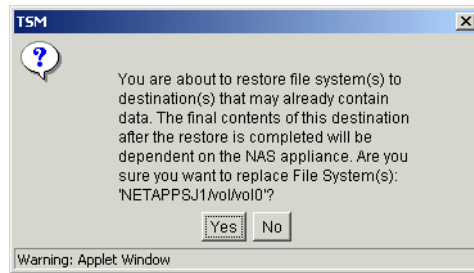 TSM
You are about to restore file system(s) to
destination(s) that may already contain
data. The final contents of this destination
after the restore is completed will be
dependent on the NAS appliance. Are you
sure you want to replace File System(s):
'NETAPPSJ1/vol/vol0'?
Yes No
Warning: Applet Window